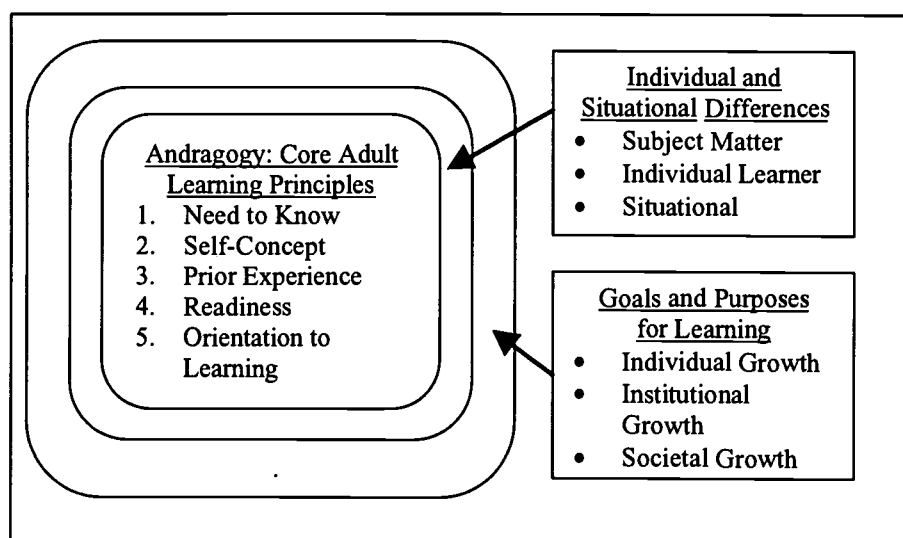 Andragogy: Core Adult
Learning Principles
1. Need to Know
2. Self-Concept
3. Prior Experience
4. Readiness
5. Orientation to
Learning
Individual and
Situational Differences
• Subject Matter
• Individual Learner
• Situational
Goals and Purposes
for Learning
• Individual Growth
• Institutional
Growth
• Societal Growth